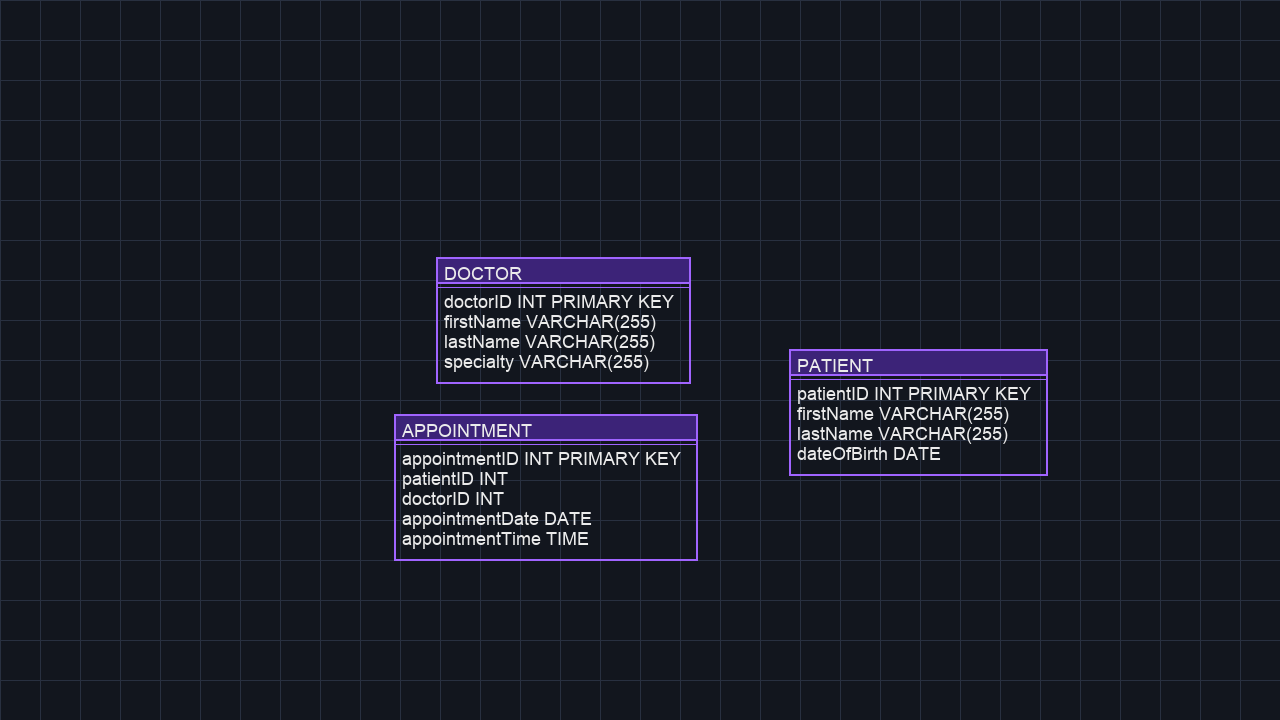 DOCTOR
doctorID INT PRIMARY KEY
firstName VARCHAR(255)
lastName VARCHAR(255)
specialty VARCHAR(255)
PATIENT
patientID INT PRIMARY KEY
firstName VARCHAR(255)
lastName VARCHAR(255)
dateOfBirth DATE
APPOINTMENT
appointmentID INT PRIMARY KEY
patientID INT
doctorID INT
appointmentDate DATE
appointmentTime TIME